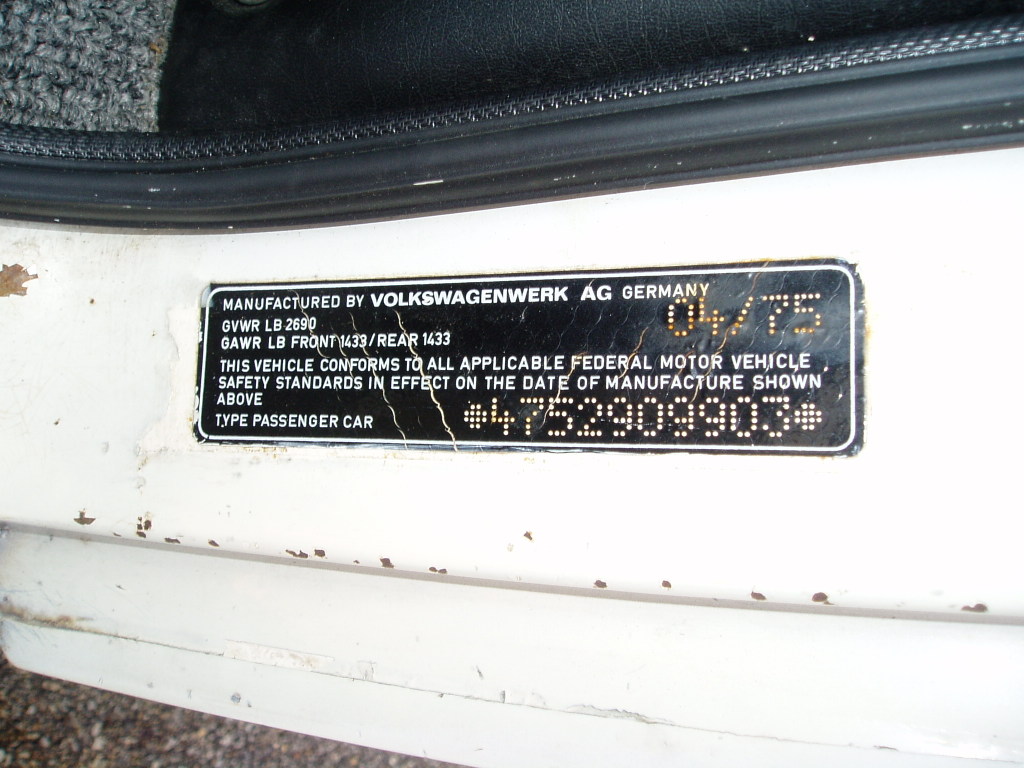 MANUFACTURED BY VOLKSWAGENWERK AG GERMANY
04/75
GVWR LB 2690
GAWR LB FRONT 1433/REAR 1433
THIS VEHICLE CONFORMS TO ALL APPLICABLE FEDERAL MOTOR VEHICLE
SAFETY STANDARDS IN EFFECT ON THE DATE OF MANUFACTURE SHOWN
ABOVE
TYPE PASSENGER CAR *4752909903*